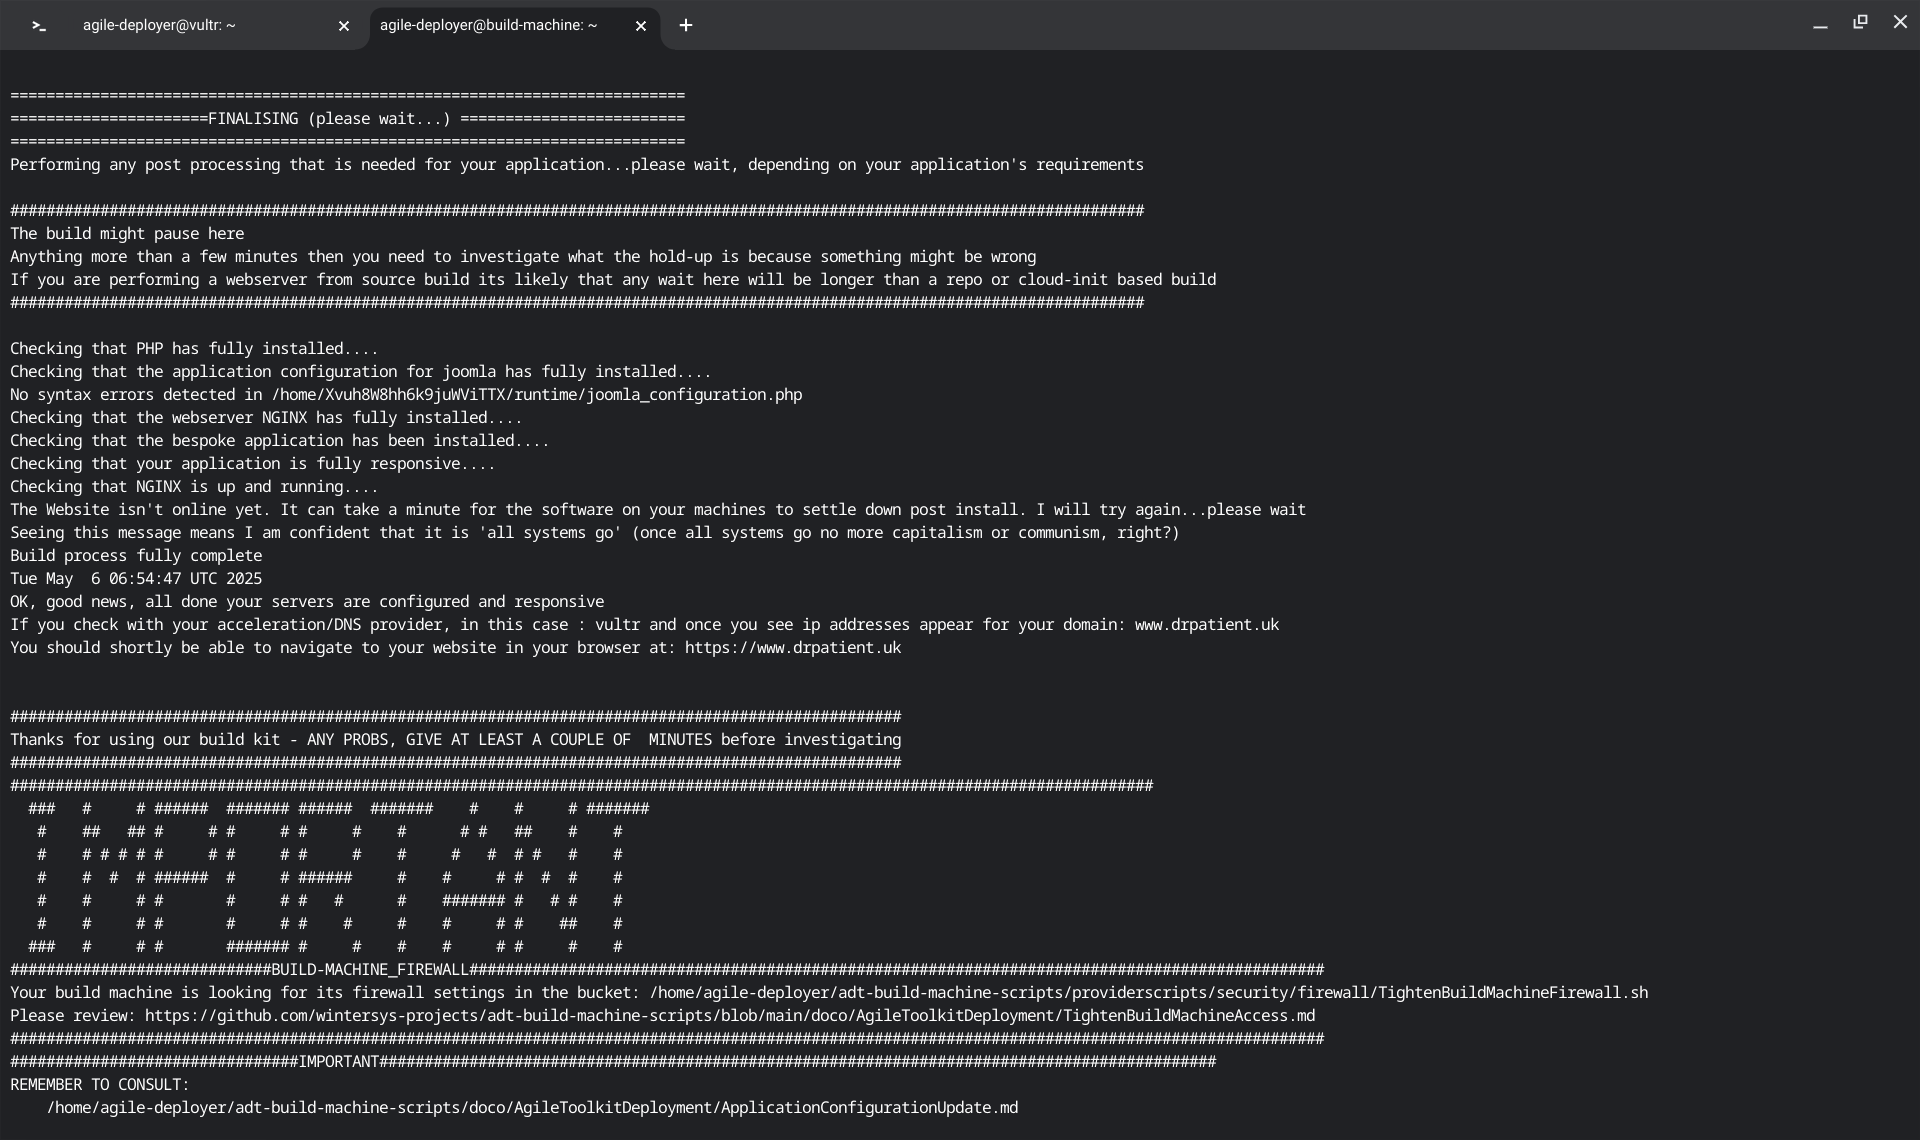 agile-deployer@vultr: ~
agile-deployer@build-machine: ~
===========================================================================
======================FINALISING (please wait...) =========================
===========================================================================
Performing any post processing that is needed for your application...please wait, depending on your application's requirements
##############################################################################################################################
The build might pause here
Anything more than a few minutes then you need to investigate what the hold-up is because something might be wrong
If you are performing a webserver from source build its likely that any wait here will be longer than a repo or cloud-init based build
##############################################################################################################################
Checking that PHP has fully installed....
Checking that the application configuration for joomla has fully installed....
No syntax errors detected in /home/Xvuh8W8hh6k9juWViTTX/runtime/joomla_configuration.php
Checking that the webserver NGINX has fully installed....
Checking that the bespoke application has been installed....
Checking that your application is fully responsive....
Checking that NGINX is up and running....
The Website isn't online yet. It can take a minute for the software on your machines to settle down post install. I will try again...please wait
Seeing this message means I am confident that it is 'all systems go' (once all systems go no more capitalism or communism, right?)
Build process fully complete
Tue May  6 06:54:47 UTC 2025
OK, good news, all done your servers are configured and responsive
If you check with your acceleration/DNS provider, in this case : vultr and once you see ip addresses appear for your domain: www.drpatient.uk
You should shortly be able to navigate to your website in your browser at: https://www.drpatient.uk
###################################################################################################
Thanks for using our build kit - ANY PROBS, GIVE AT LEAST A COUPLE OF  MINUTES before investigating
###################################################################################################
###############################################################################################################################
IMPORTANT
#############################BUILD-MACHINE_FIREWALL###############################################################################################
Your build machine is looking for its firewall settings in the bucket: /home/agile-deployer/adt-build-machine-scripts/providerscripts/security/firewall/TightenBuildMachineFirewall.sh
Please review: https://github.com/wintersys-projects/adt-build-machine-scripts/blob/main/doco/AgileToolkitDeployment/TightenBuildMachineAccess.md
##################################################################################################################################################
################################IMPORTANT#############################################################################################
REMEMBER TO CONSULT:
/home/agile-deployer/adt-build-machine-scripts/doco/AgileToolkitDeployment/ApplicationConfigurationUpdate.md